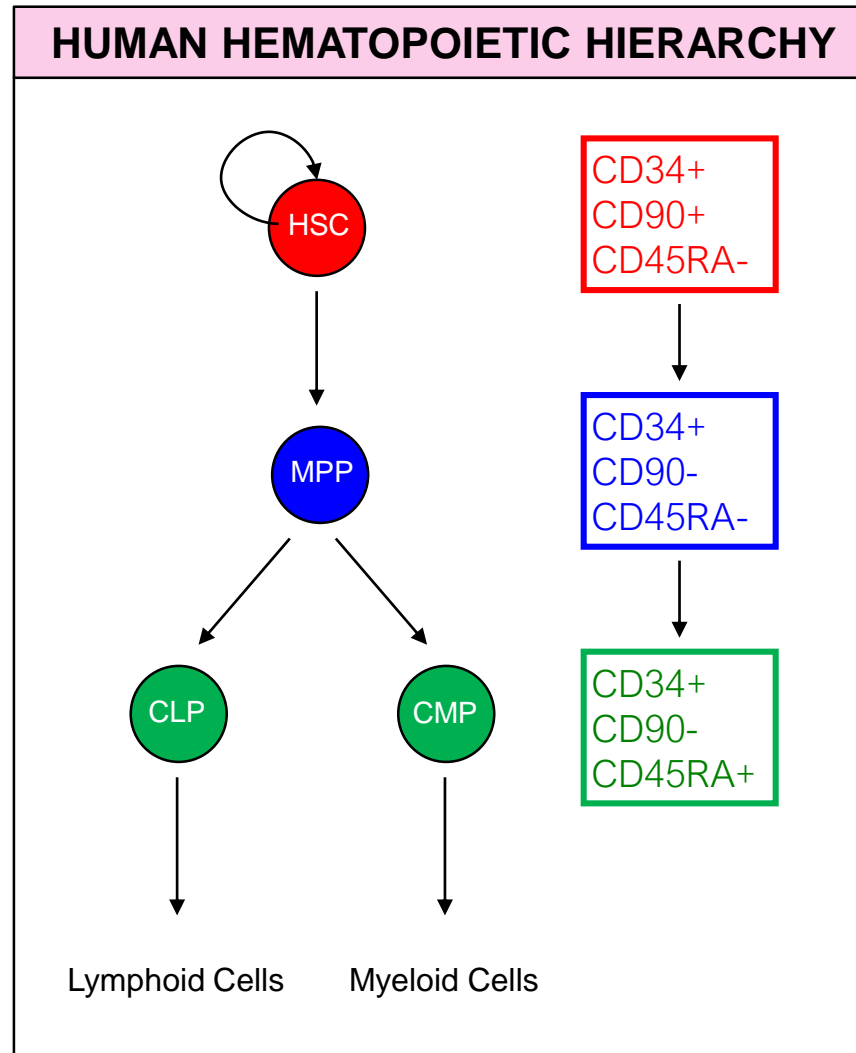 HUMAN HEMATOPOIETIC HIERARCHY
HSC
CD34+
CD90+
CD45RA-
MPP
CD34+
CD90-
CD45RA-
CLP
CMP
CD34+
CD90-
CD45RA+
Lymphoid Cells
Myeloid Cells